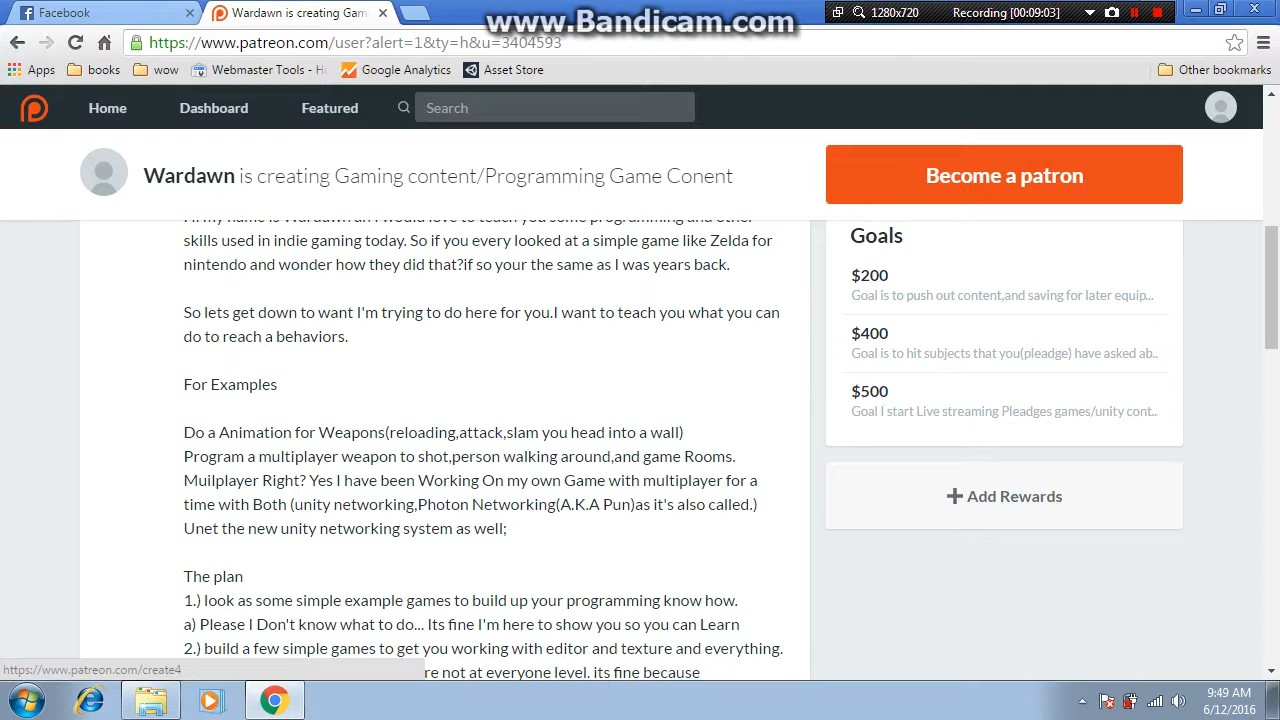 Facebook
Wardawn is creating Gam
www.Bandicam.com
1280x720
Recording [00:09:03]
https://www.patreon.com/user?alert=1&ty=h&u=3404593
Apps
books
wow
Webmaster Tools - Ho
Google Analytics
Asset Store
Other bookmarks
Home
Dashboard
Featured
Search
Wardawn is creating Gaming content/Programming Game Conent
Become a patron
skills used in indie gaming today. So if you every looked at a simple game like Zelda for
nintendo and wonder how they did that?if so your the same as I was years back.
So lets get down to want I'm trying to do here for you.I want to teach you what you can
do to reach a behaviors.
For Examples
Do a Animation for Weapons(reloading,attack,slam you head into a wall)
Program a multiplayer weapon to shot,person walking around,and game Rooms.
Muilplayer Right? Yes I have been Working On my own Game with multiplayer for a
time with Both (unity networking,Photon Networking(A.K.A Pun)as it's also called.)
Unet the new unity networking system as well;
The plan
1.) look as some simple example games to build up your programming know how.
a) Please I Don't know what to do... Its fine I'm here to show you so you can Learn
2.) build a few simple games to get you working with editor and texture and everything.
re not at everyone level. its fine because
Goals
$200
Goal is to push out content,and saving for later equip...
$400
Goal is to hit subjects that you(pleadge) have asked ab..
$500
Goal I start Live streaming Pleadges games/unity cont..
Add Rewards
https://www.patreon.com/create4
9:49 AM
6/12/2016